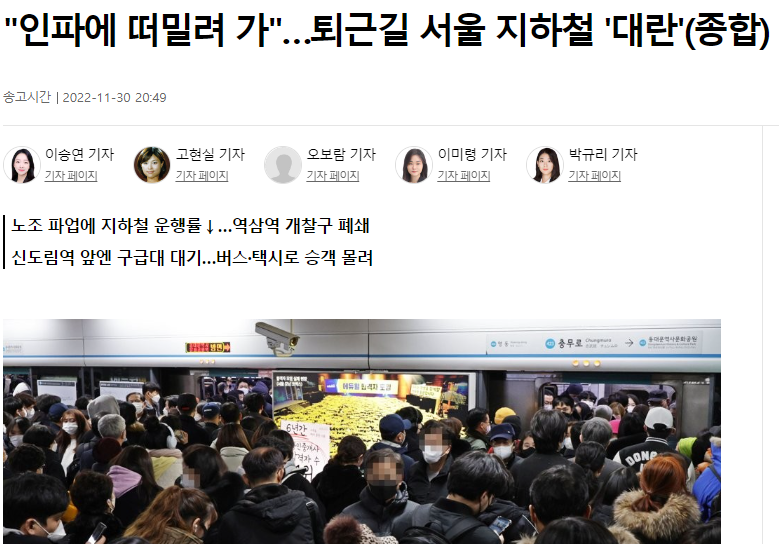 "인파에 떠밀려 가"…퇴근길 서울 지하철 '대란'(종합)
송고시간 | 2022-11-30 20:49
이승연 기자
기자 페이지
고현실 기자
기자 페이지
오보람 기자
기자 페이지
이미령 기자
기자 페이지
박규리 기자
기자 페이지
노조 파업에 지하철 운행률↓…역삼역 개찰구 폐쇄
신도림역 앞엔 구급대 대기…버스·택시로 승객 몰려
명동
충무로 Chungmuro
동대문역사문화공원
6년간
DONG